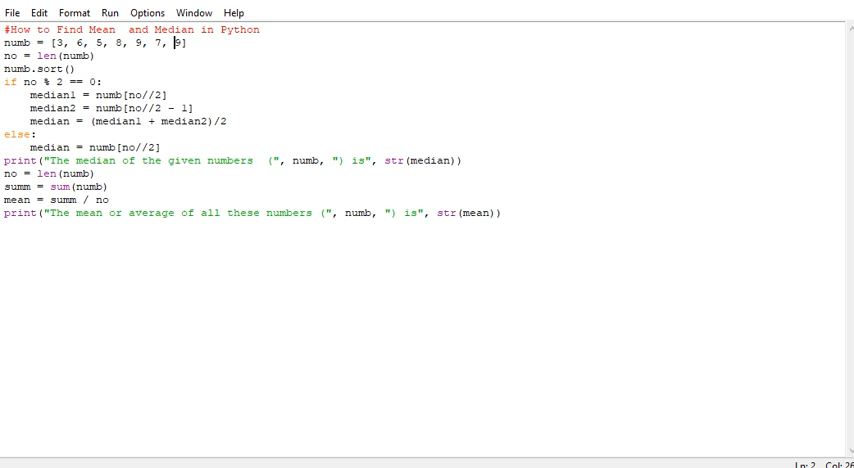 File Edit Format Run Options Window Help
#How to Find Mean  and Median in Python
numb = [3, 6, 5, 8, 9, 7, 9]
no = len(numb)
numb.sort()
if no % 2 == 0:
    median1 = numb[no//2]
    median2 = numb[no//2 - 1]
    median = (median1 + median2)/2
else:
    median = numb[no//2]
print("The median of the given numbers  (", numb, ") is", str(median))
no = len(numb)
summ = sum(numb)
mean = summ / no
print("The mean or average of all these numbers (", numb, ") is", str(mean))
Ln: 2 Col: 26